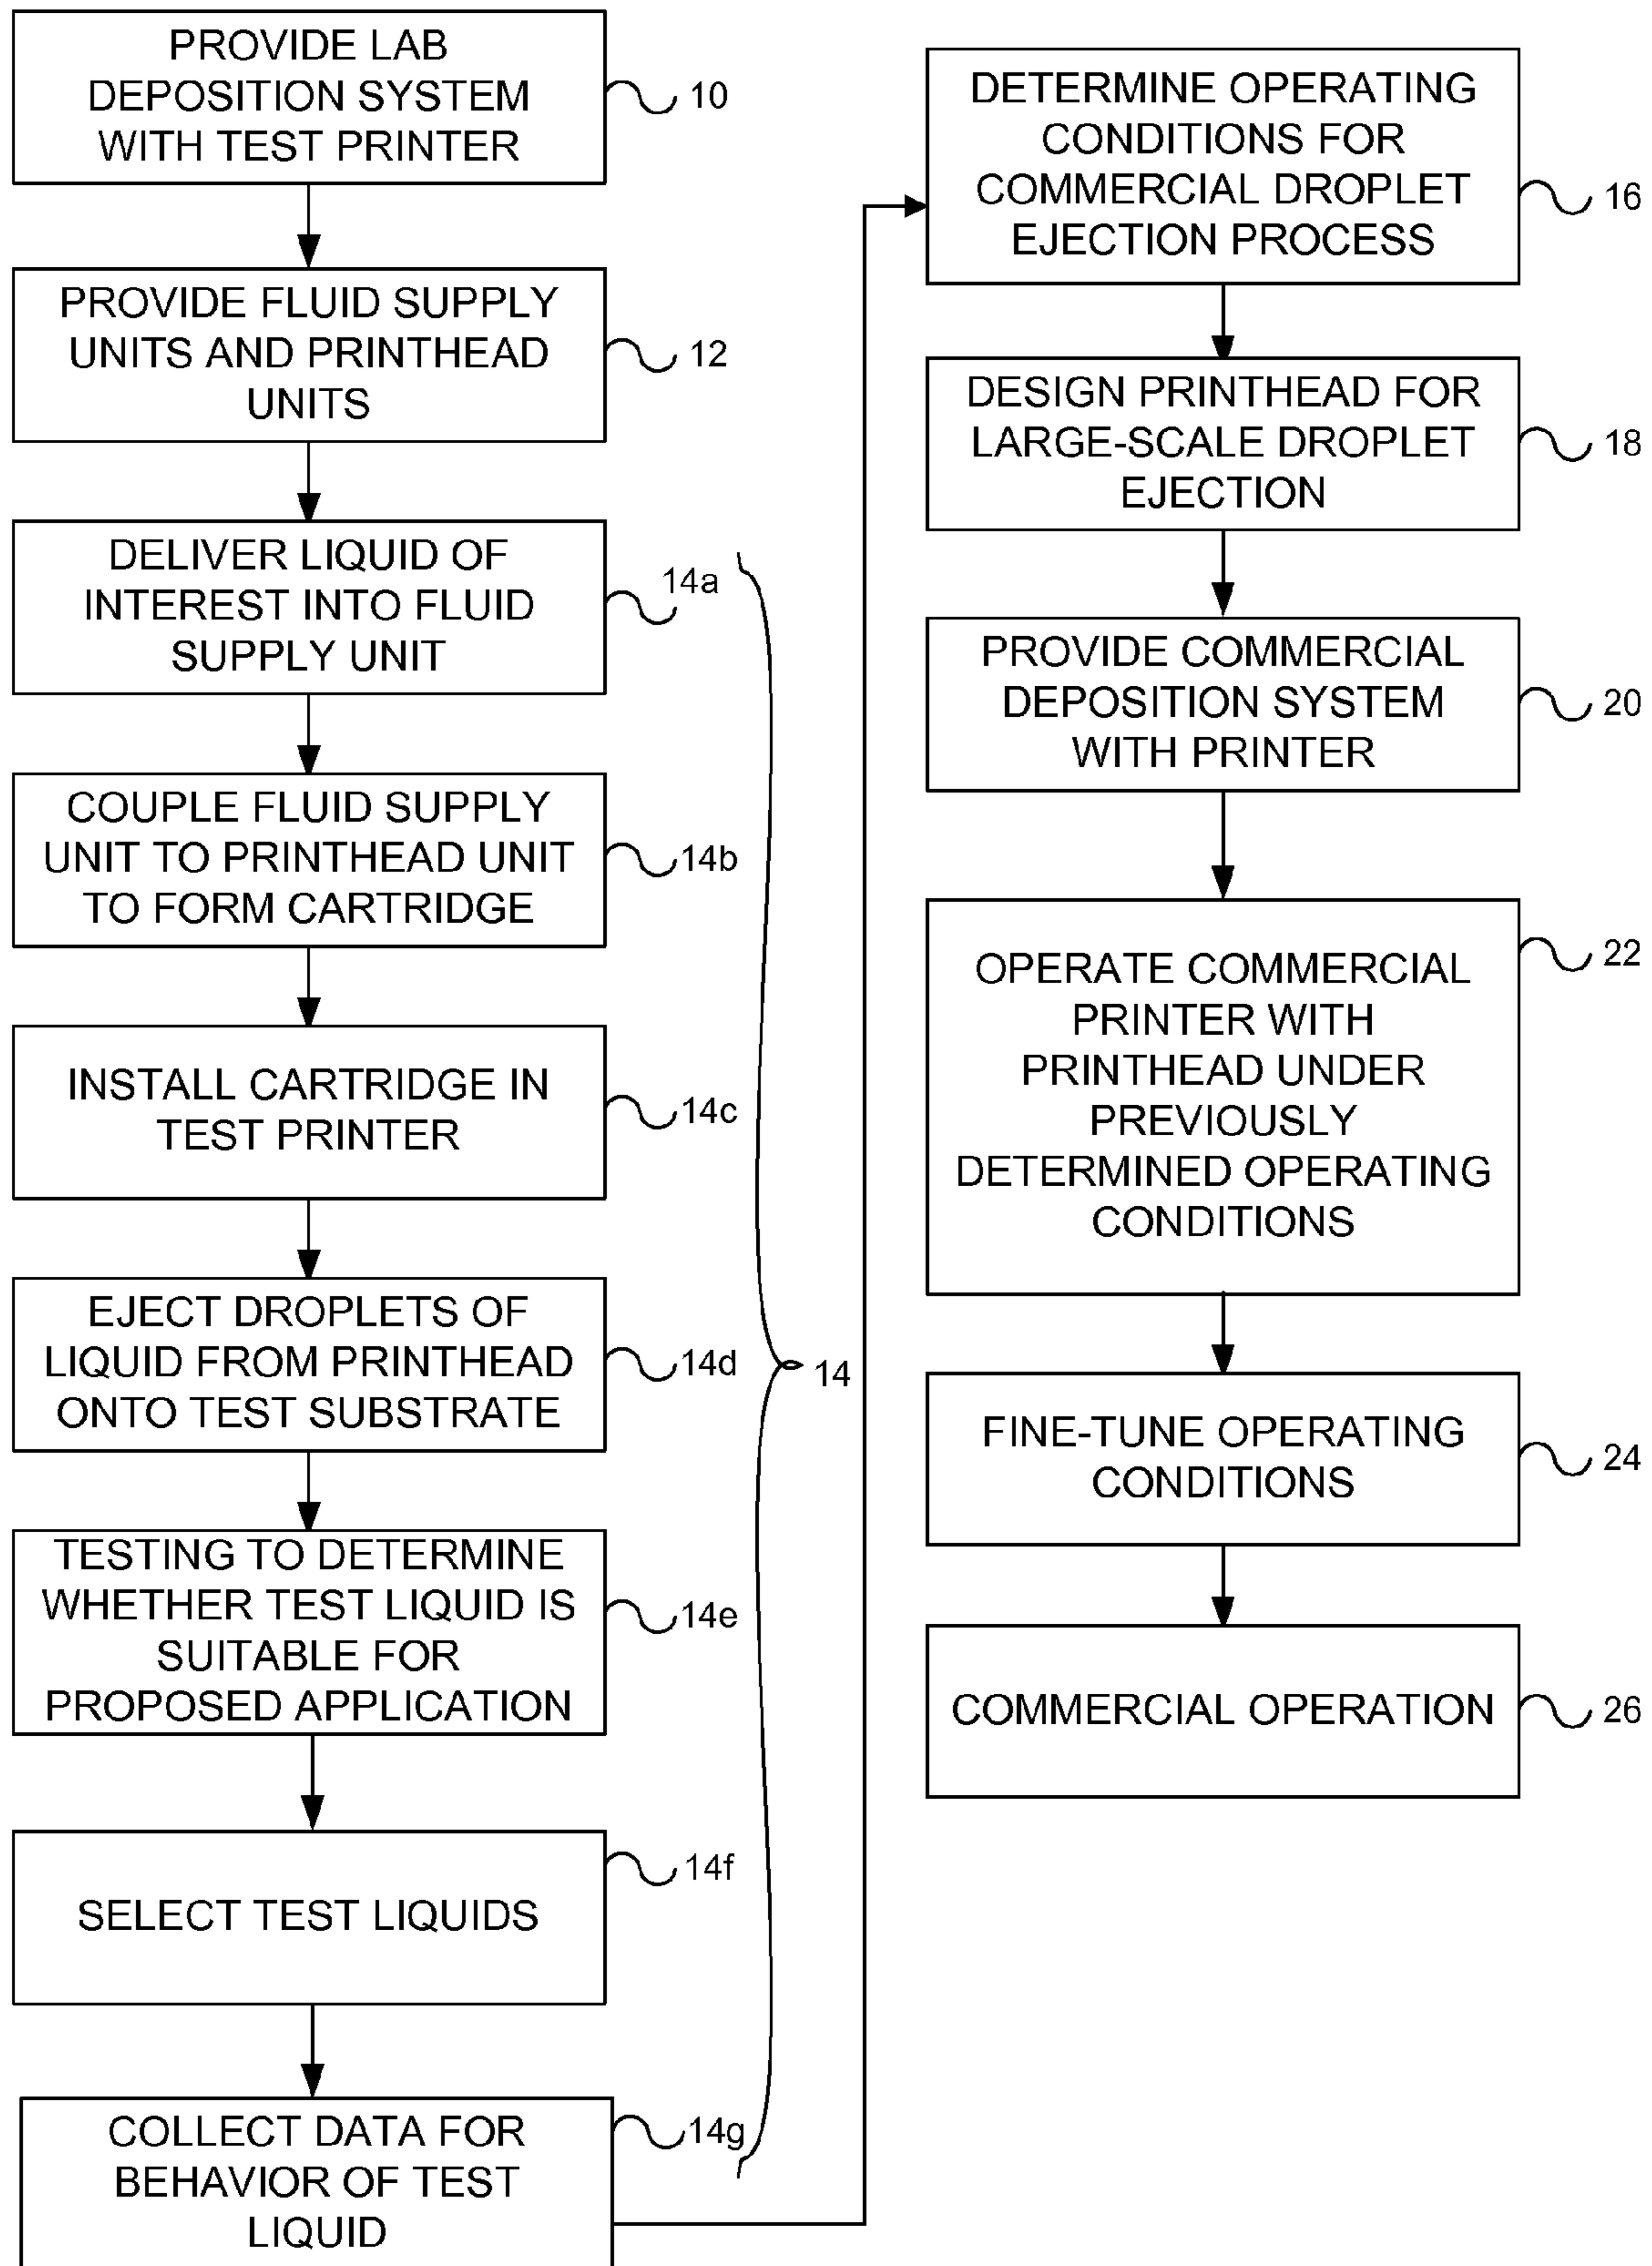 PROVIDE LAB
DEPOSITION SYSTEM
WITH TEST PRINTER
10
PROVIDE FLUID SUPPLY
UNITS AND PRINTHEAD
UNITS
12
DELIVER LIQUID OF
INTEREST INTO FLUID
SUPPLY UNIT
14a
COUPLE FLUID SUPPLY
UNIT TO PRINTHEAD UNIT
TO FORM CARTRIDGE
14b
INSTALL CARTRIDGE IN
TEST PRINTER
14c
EJECT DROPLETS OF
LIQUID FROM PRINTHEAD
ONTO TEST SUBSTRATE
14d
TESTING TO DETERMINE
WHETHER TEST LIQUID IS
SUITABLE FOR
PROPOSED APPLICATION
14e
SELECT TEST LIQUIDS
14f
COLLECT DATA FOR
BEHAVIOR OF TEST
LIQUID
14g
14
DETERMINE OPERATING
CONDITIONS FOR
COMMERCIAL DROPLET
EJECTION PROCESS
16
DESIGN PRINTHEAD FOR
LARGE-SCALE DROPLET
EJECTION
18
PROVIDE COMMERCIAL
DEPOSITION SYSTEM
WITH PRINTER
20
OPERATE COMMERCIAL
PRINTER WITH
PRINTHEAD UNDER
PREVIOUSLY
DETERMINED OPERATING
CONDITIONS
22
FINE-TUNE OPERATING
CONDITIONS
24
COMMERCIAL OPERATION
26